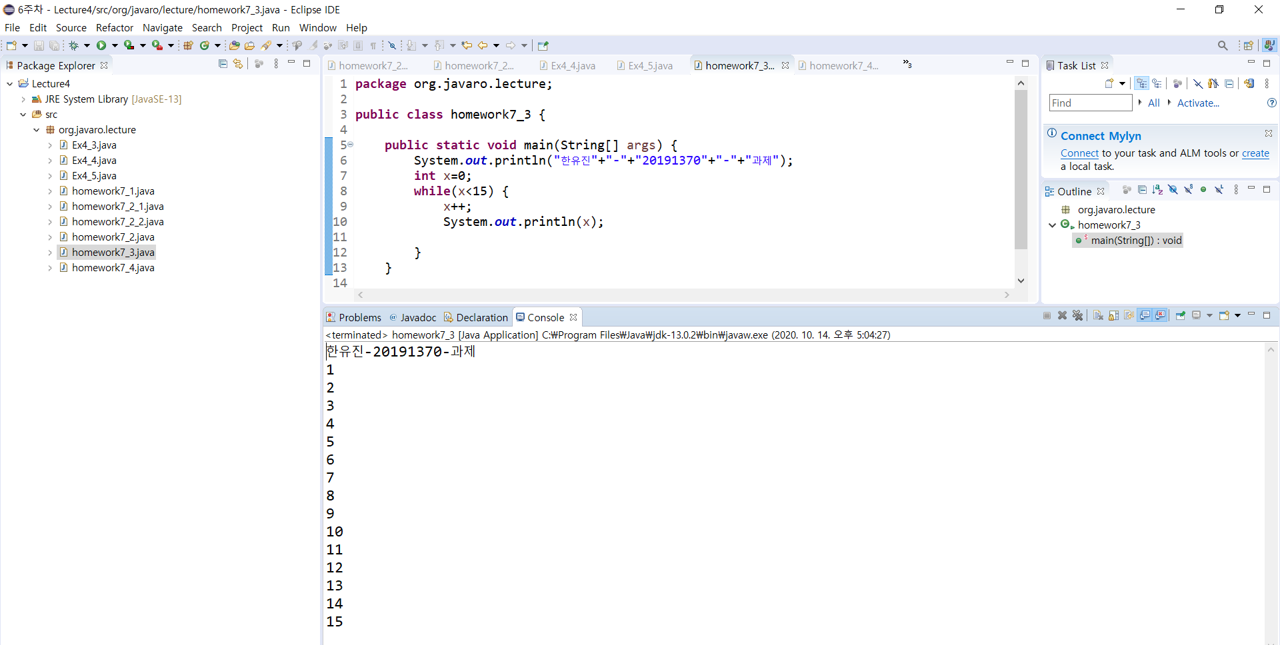 6주차 - Lecture4/src/org/javaro/lecture/homework7_3.java - Eclipse IDE
File Edit Source Refactor Navigate Search Project Run Window Help
Package Explorer
Lecture4
JRE System Library [JavaSE-13]
src
org.javaro.lecture
Ex4_3.java
Ex4_4.java
Ex4_5.java
homework7_1.java
homework7_2_1.java
homework7_2_2.java
homework7_2.java
homework7_3.java
homework7_4.java
homework7_2... homework7_2... Ex4_4.java Ex4_5.java homework7_3... homework7_4... »3
1 package org.javaro.lecture;
2
3 public class homework7_3 {
4
5 public static void main(String[] args) {
6 System.out.println("한유진"+"-"+"20191370"+"-"+"과제");
7 int x=0;
8 while(x<15) {
9 x++;
10 System.out.println(x);
11
12 }
13 }
14
Task List
Find All Activate...
Connect Mylyn
Connect to your task and ALM tools or create
a local task.
Outline
org.javaro.lecture
homework7_3
main(String[]) : void
Problems Javadoc Declaration Console
<terminated> homework7_3 [Java Application] C:₩Program Files₩Java₩jdk-13.0.2₩bin₩javaw.exe (2020. 10. 14. 오후 5:04:27)
한유진-20191370-과제
1
2
3
4
5
6
7
8
9
10
11
12
13
14
15